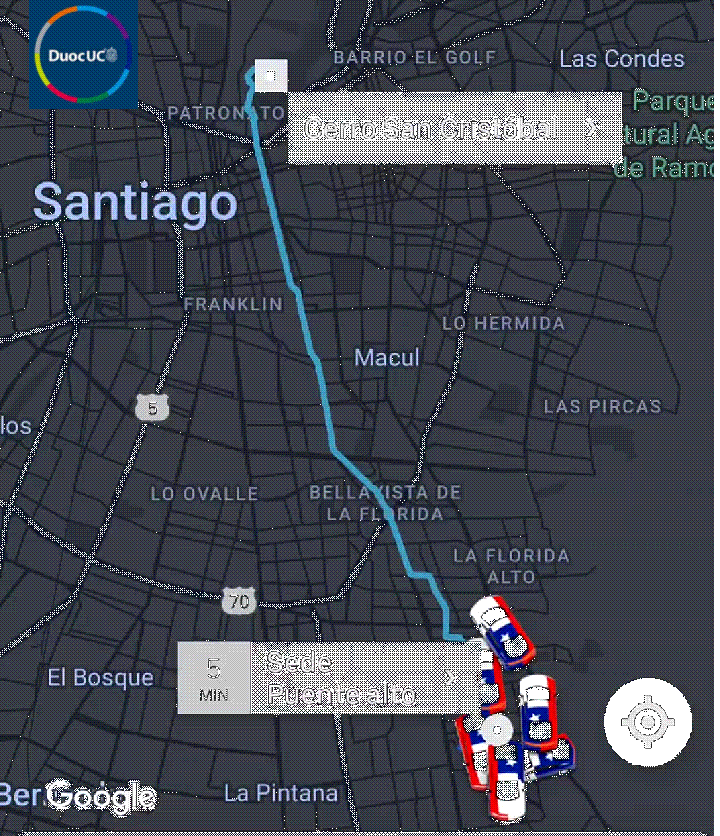 DuocUC
BARRIO EL GOLF
Las Condes
PATRONATO
Parque
tural Ag
de Ramo
Cerro San Cristóbal
Santiago
FRANKLIN
LO HERMIDA
Macul
5
LAS PIRCAS
los
LO OVALLE
BELLAVISTA DE
LA FLORIDA
LA FLORIDA
ALTO
70
5
MIN
Sede
Puente alto
El Bosque
Ber
Google
La Pintana